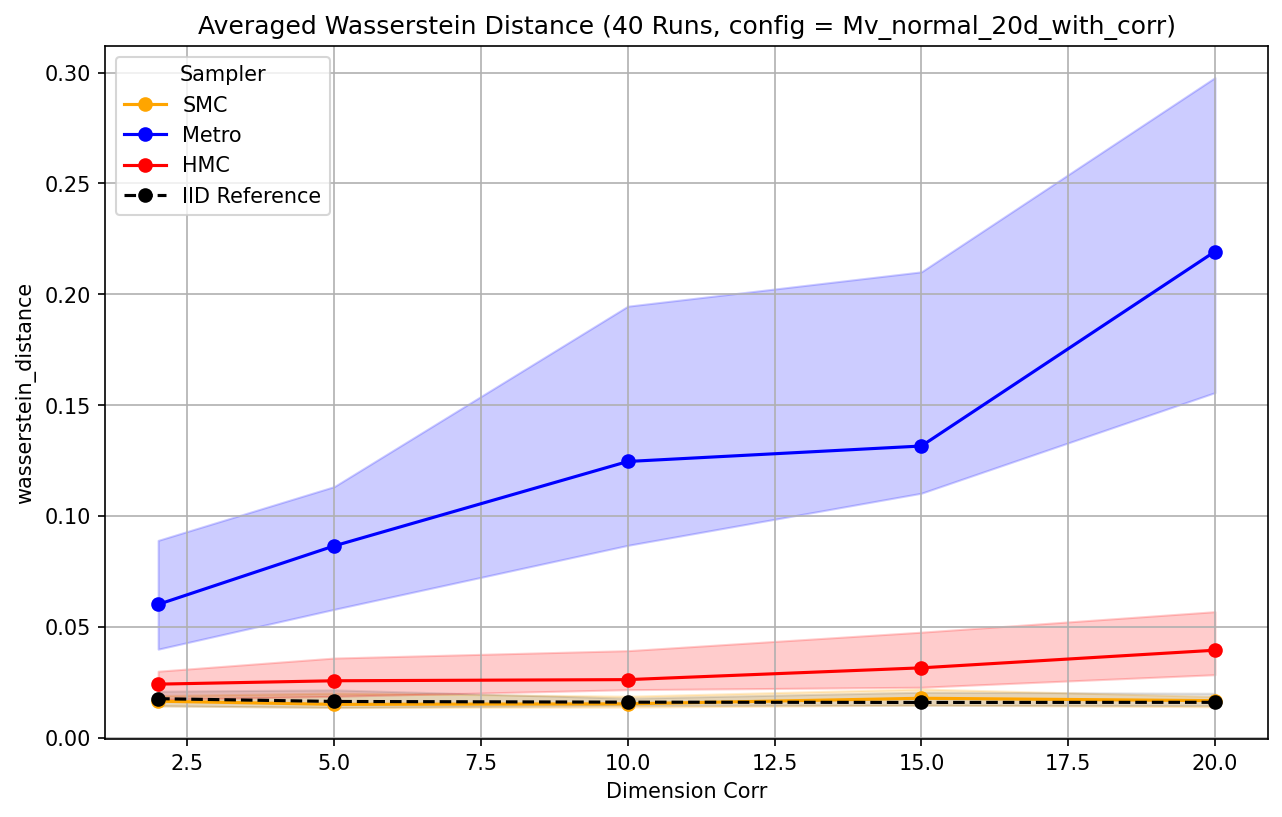 Averaged Wasserstein Distance (40 Runs, config = Mv_normal_20d_with_corr)
Sampler
SMC
Metro
HMC
IID Reference
wasserstein_distance
0.30
0.25
0.20
0.15
0.10
0.05
0.00
2.5 5.0 7.5 10.0 12.5 15.0 17.5 20.0
Dimension Corr